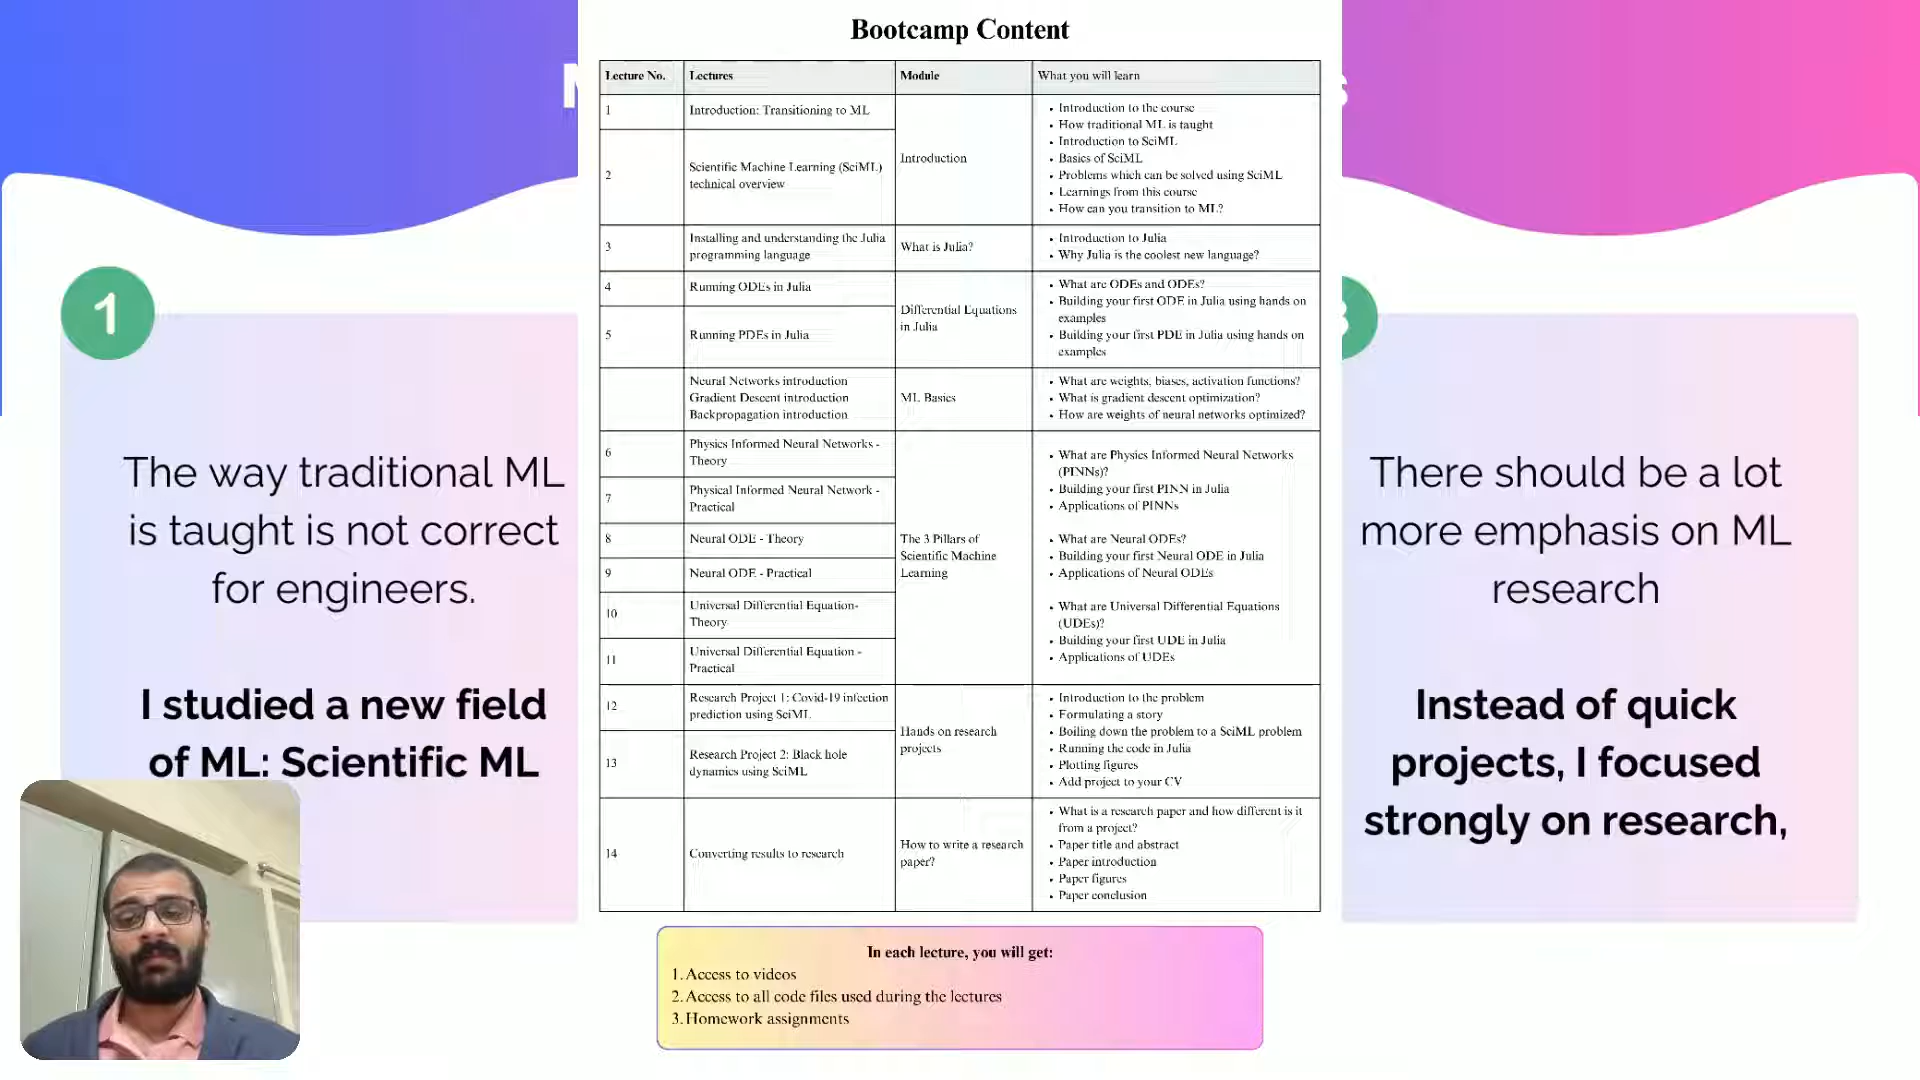 Bootcamp Content
Lecture No.
Lectures
Module
What you will learn
1
Introduction: Transitioning to ML
2
Scientific Machine Learning (SciML)
technical overview
Introduction
• Introduction to the course
• How traditional ML is taught
• Introduction to SciML
• Basics of SciML
• Problems which can be solved using SciML
• Learnings from this course
• How can you transition to ML?
3
Installing and understanding the Julia
programming language
What is Julia?
• Introduction to Julia
• Why Julia is the coolest new language?
4
Running ODEs in Julia
5
Running PDEs in Julia
Differential Equations
in Julia
• What are ODEs and ODEs?
• Building your first ODE in Julia using hands on
examples
• Building your first PDE in Julia using hands on
examples
Neural Networks introduction
Gradient Descent introduction
Backpropagation introduction
ML Basics
• What are weights, biases, activation functions?
• What is gradient descent optimization?
• How are weights of neural networks optimized?
6
Physics Informed Neural Networks -
Theory
7
Physical Informed Neural Network -
Practical
8
Neural ODE - Theory
9
Neural ODE - Practical
10
Universal Differential Equation-
Theory
11
Universal Differential Equation -
Practical
The 3 Pillars of
Scientific Machine
Learning
• What are Physics Informed Neural Networks
(PINNs)?
• Building your first PINN in Julia
• Applications of PINNs
• What are Neural ODEs?
• Building your first Neural ODE in Julia
• Applications of Neural ODEs
• What are Universal Differential Equations
(UDEs)?
• Building your first UDE in Julia
• Applications of UDEs
12
Research Project 1: Covid-19 infection
prediction using SciML
13
Research Project 2: Black hole
dynamics using SciML
Hands on research
projects
• Introduction to the problem
• Formulating a story
• Boiling down the problem to a SciML problem
• Running the code in Julia
• Plotting figures
• Add project to your CV
14
Converting results to research
How to write a research
paper?
• What is a research paper and how different is it
from a project?
• Paper title and abstract
• Paper introduction
• Paper figures
• Paper conclusion
In each lecture, you will get:
1. Access to videos
2. Access to all code files used during the lectures
3. Homework assignments
1
The way traditional ML
is taught is not correct
for engineers.
I studied a new field
of ML: Scientific ML
There should be a lot
more emphasis on ML
research
Instead of quick
projects, I focused
strongly on research,